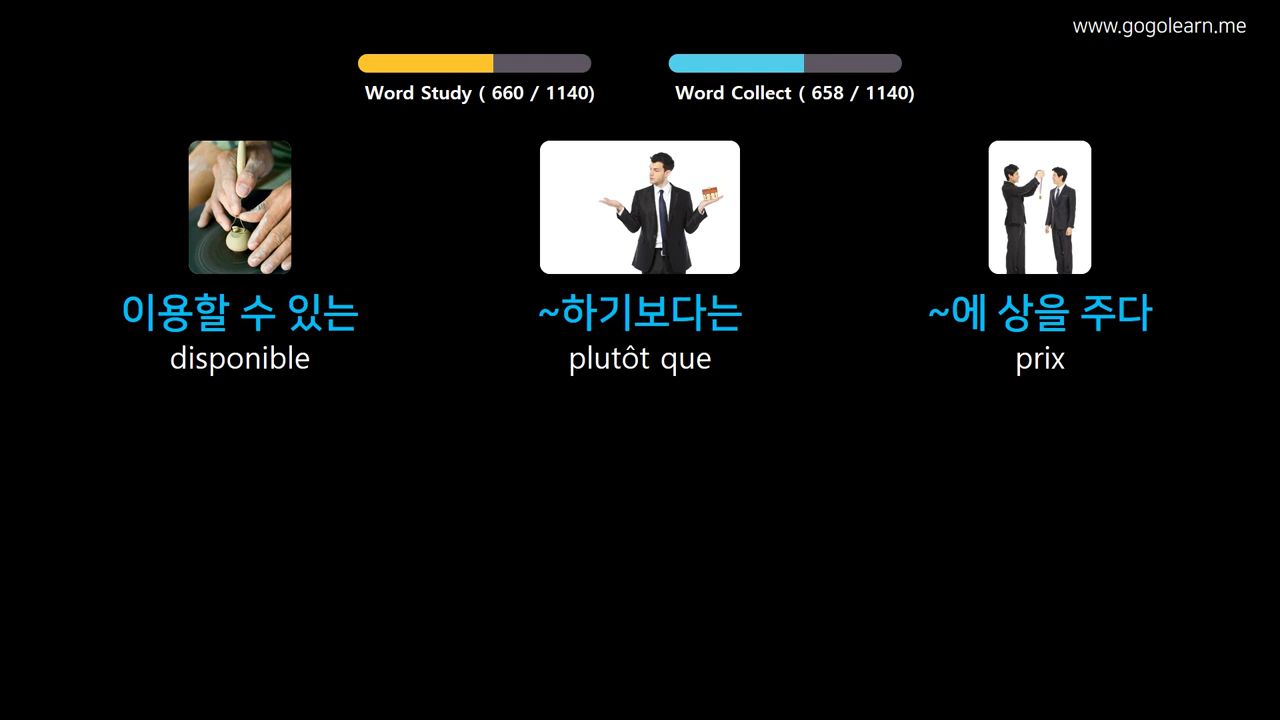 www.gogolearn.me
Word Study ( 660 / 1140)
Word Collect ( 658 / 1140)
이용할 수 있는
disponible
~하기보다는
plutôt que
~에 상을 주다
prix